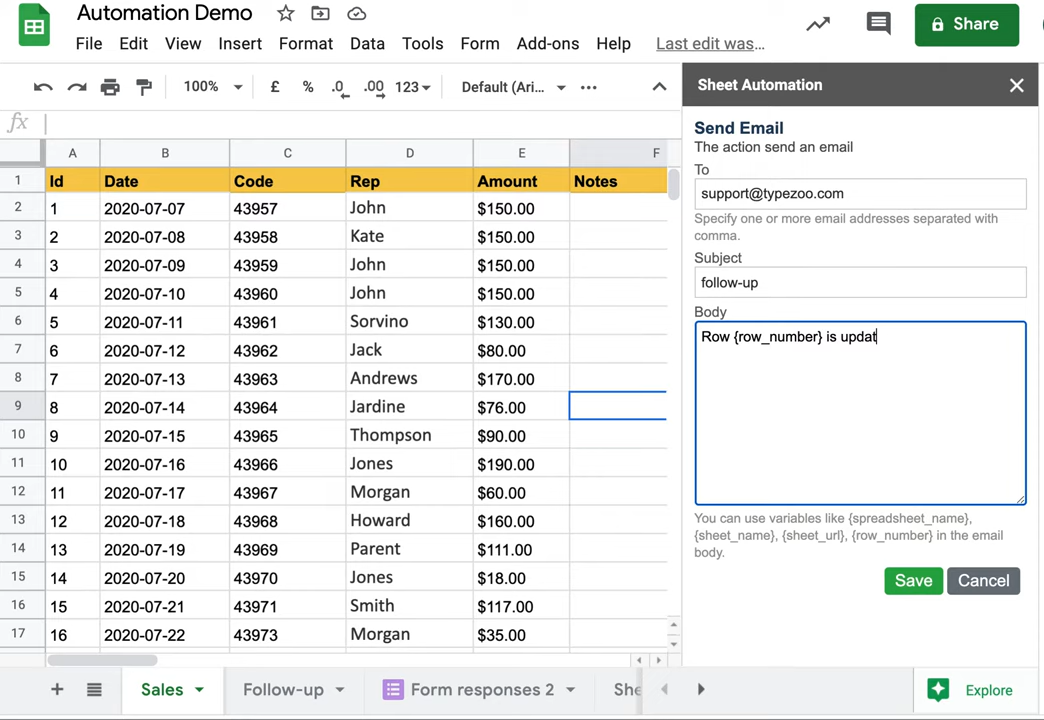 Automation Demo
File Edit View Insert Format Data Tools Form Add-ons Help Last edit was...
Share
100% £ % .0 .00 123 Default (Ari... ...
fx
A B C D E F
1 Id Date Code Rep Amount Notes
2 1 2020-07-07 43957 John $150.00
3 2 2020-07-08 43958 Kate $150.00
4 3 2020-07-09 43959 John $150.00
5 4 2020-07-10 43960 John $150.00
6 5 2020-07-11 43961 Sorvino $130.00
7 6 2020-07-12 43962 Jack $80.00
8 7 2020-07-13 43963 Andrews $170.00
9 8 2020-07-14 43964 Jardine $76.00
10 9 2020-07-15 43965 Thompson $90.00
11 10 2020-07-16 43966 Jones $190.00
12 11 2020-07-17 43967 Morgan $60.00
13 12 2020-07-18 43968 Howard $160.00
14 13 2020-07-19 43969 Parent $111.00
15 14 2020-07-20 43970 Jones $18.00
16 15 2020-07-21 43971 Smith $117.00
17 16 2020-07-22 43973 Morgan $35.00
Sheet Automation
Send Email
The action send an email
To
support@typezoo.com
Specify one or more email addresses separated with
comma.
Subject
follow-up
Body
Row {row_number} is updat
You can use variables like {spreadsheet_name},
{sheet_name}, {sheet_url}, {row_number} in the email
body.
Save Cancel
+ Sales Follow-up Form responses 2 She
Explore